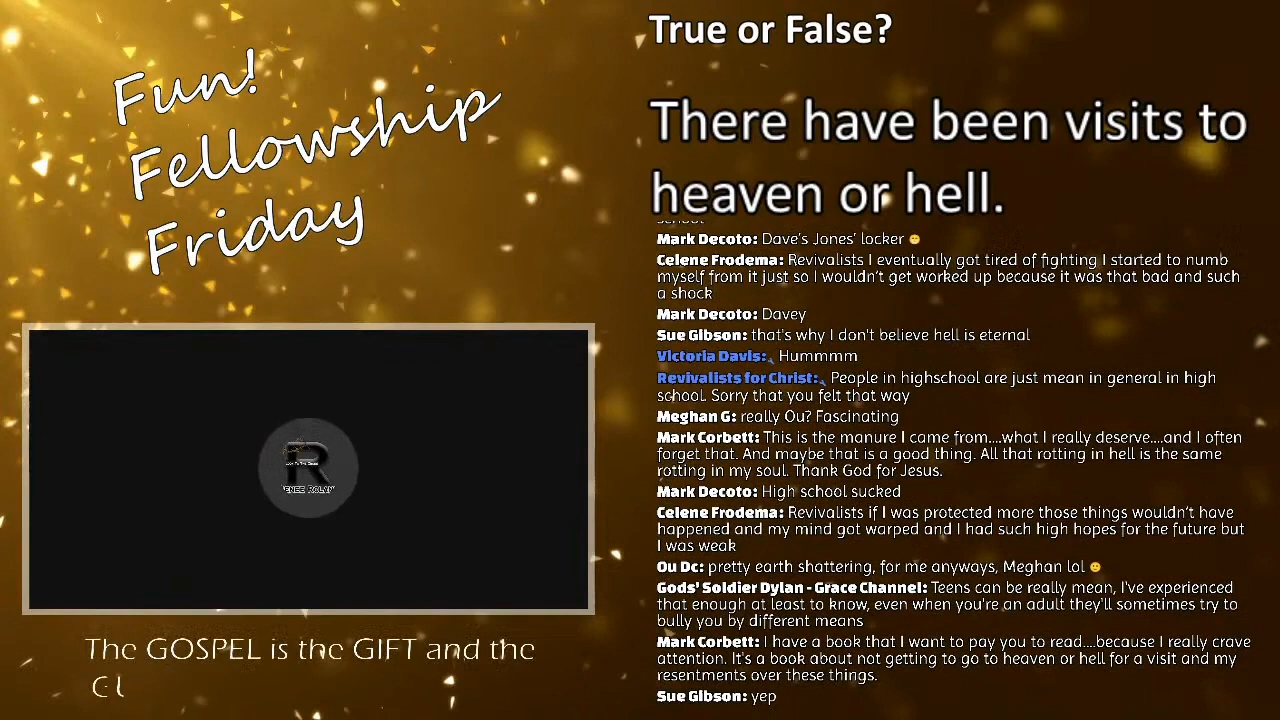 Fun!
Fellowship
Friday
The GOSPEL is the GIFT and the
True or False?
There have been visits to
heaven or hell.
Mark Decoto: Dave's Jones' locker 😁
Celene Frodema: Revivalists I eventually got tired of fighting I started to numb
myself from it just so I wouldn't get worked up because it was that bad and such
a shock
Mark Decoto: Davey
Sue Gibson: that's why I don't believe hell is eternal
Victoria Davis: Hummmm
Revivalists for Christ: People in highschool are just mean in general in high
school. Sorry that you felt that way
Meghan G: really Ou? Fascinating
Mark Corbett: This is the manure I came from....what I really deserve....and I often
forget that. And maybe that is a good thing. All that rotting in hell is the same
rotting in my soul. Thank God for Jesus.
Mark Decoto: High school sucked
Celene Frodema: Revivalists if I was protected more those things wouldn't have
happened and my mind got warped and I had such high hopes for the future but
I was weak
Ou Dc: pretty earth shattering, for me anyways, Meghan lol 🙂
Gods' Soldier Dylan - Grace Channel: Teens can be really mean, I've experienced
that enough at least to know, even when you're an adult they'll sometimes try to
bully you by different means
Mark Corbett: I have a book that I want to pay you to read....because I really crave
attention. It's a book about not getting to go to heaven or hell for a visit and my
resentments over these things.
Sue Gibson: yep